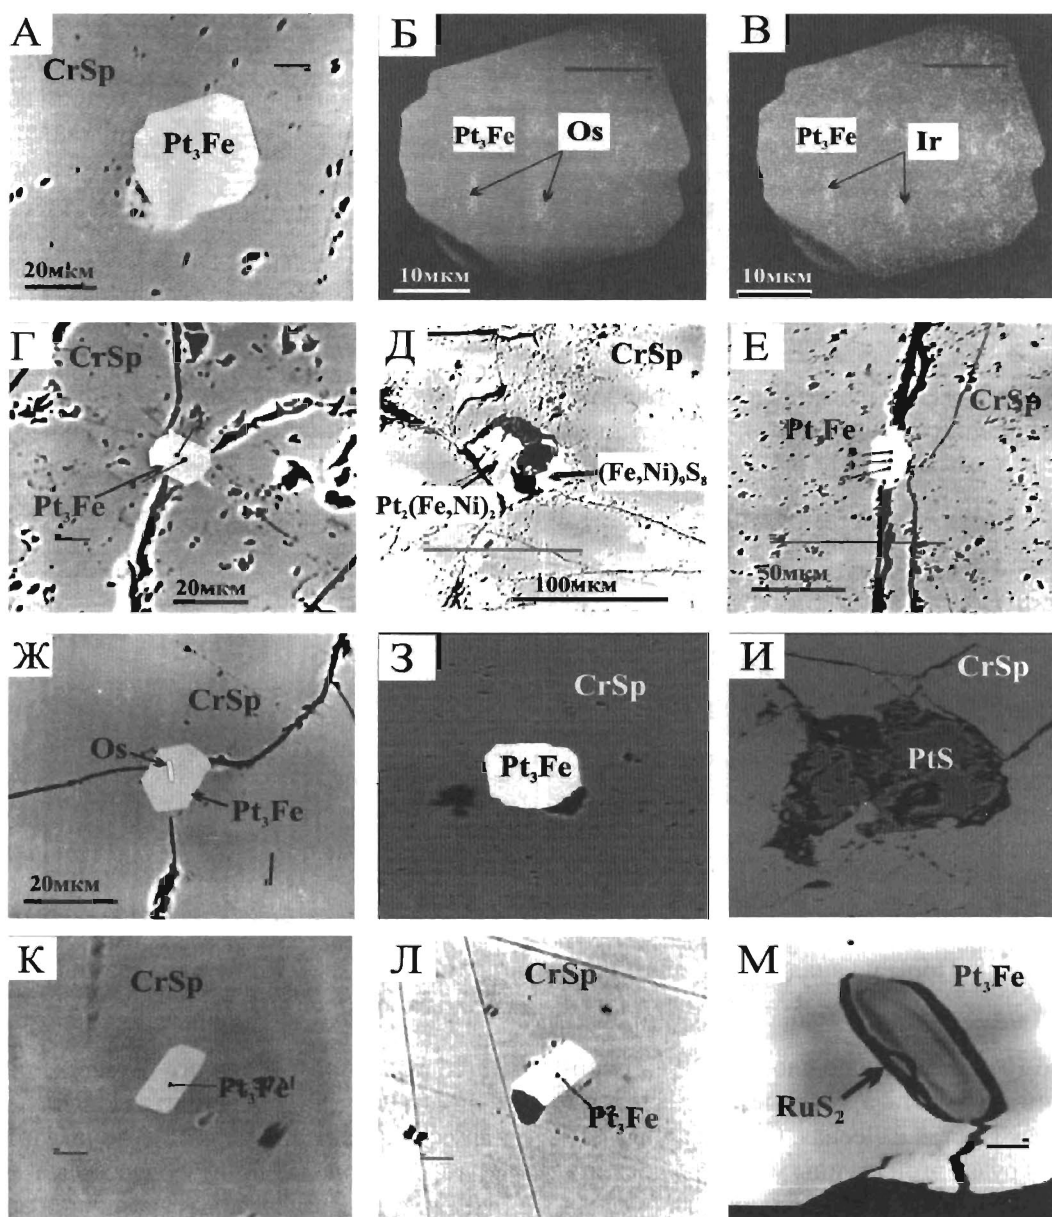 А
CrSp
Pt₃Fe
20мкм
Б
Pt₃Fe
Os
10мкм
В
Pt₃Fe
Ir
10мкм
Г
CrSp
Pt₃Fe
20мкм
Д
CrSp
(Fe,Ni)₉S₈
Pt₂(Fe,Ni)₂
100мкм
Е
CrSp
Pt₃Fe
50мкм
Ж
CrSp
Os
Pt₃Fe
20мкм
З
CrSp
Pt₃Fe
И
CrSp
PtS
К
CrSp
Pt₃Fe
Л
CrSp
Pt₃Fe
М
Pt₃Fe
RuS₂